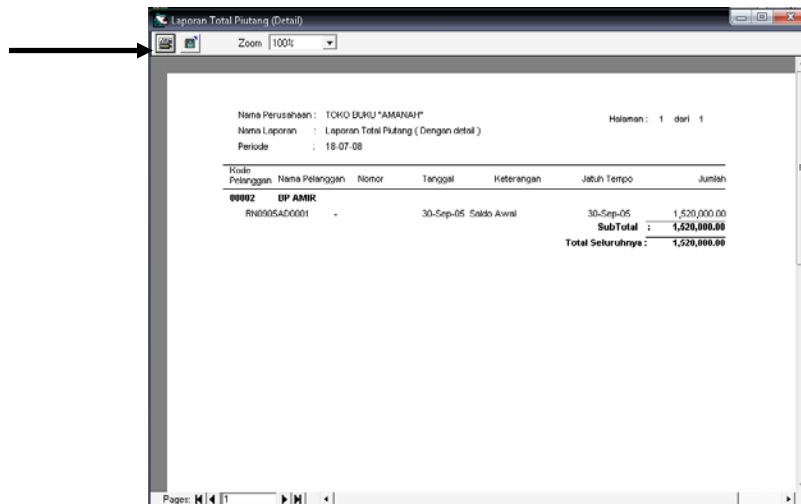 Laporan Total Piutang (Detail)
Zoom 100%
Nama Perusahaan : TOKO BUKU "AMANAH" Halaman : 1 dari 1
Nama Laporan : Laporan Total Piutang ( Dengan detail )
Periode : 18-07-08
Kode
Pelanggan Nama Pelanggan Nomor Tanggal Keterangan Jatuh Tempo Jumlah
00002 BP AMIR
RN0905AD0001 - 30-Sep-05 Saldo Awal 30-Sep-05 1,520,000.00
SubTotal : 1,520,000.00
Total Seluruhnya : 1,520,000.00
Pages: 1